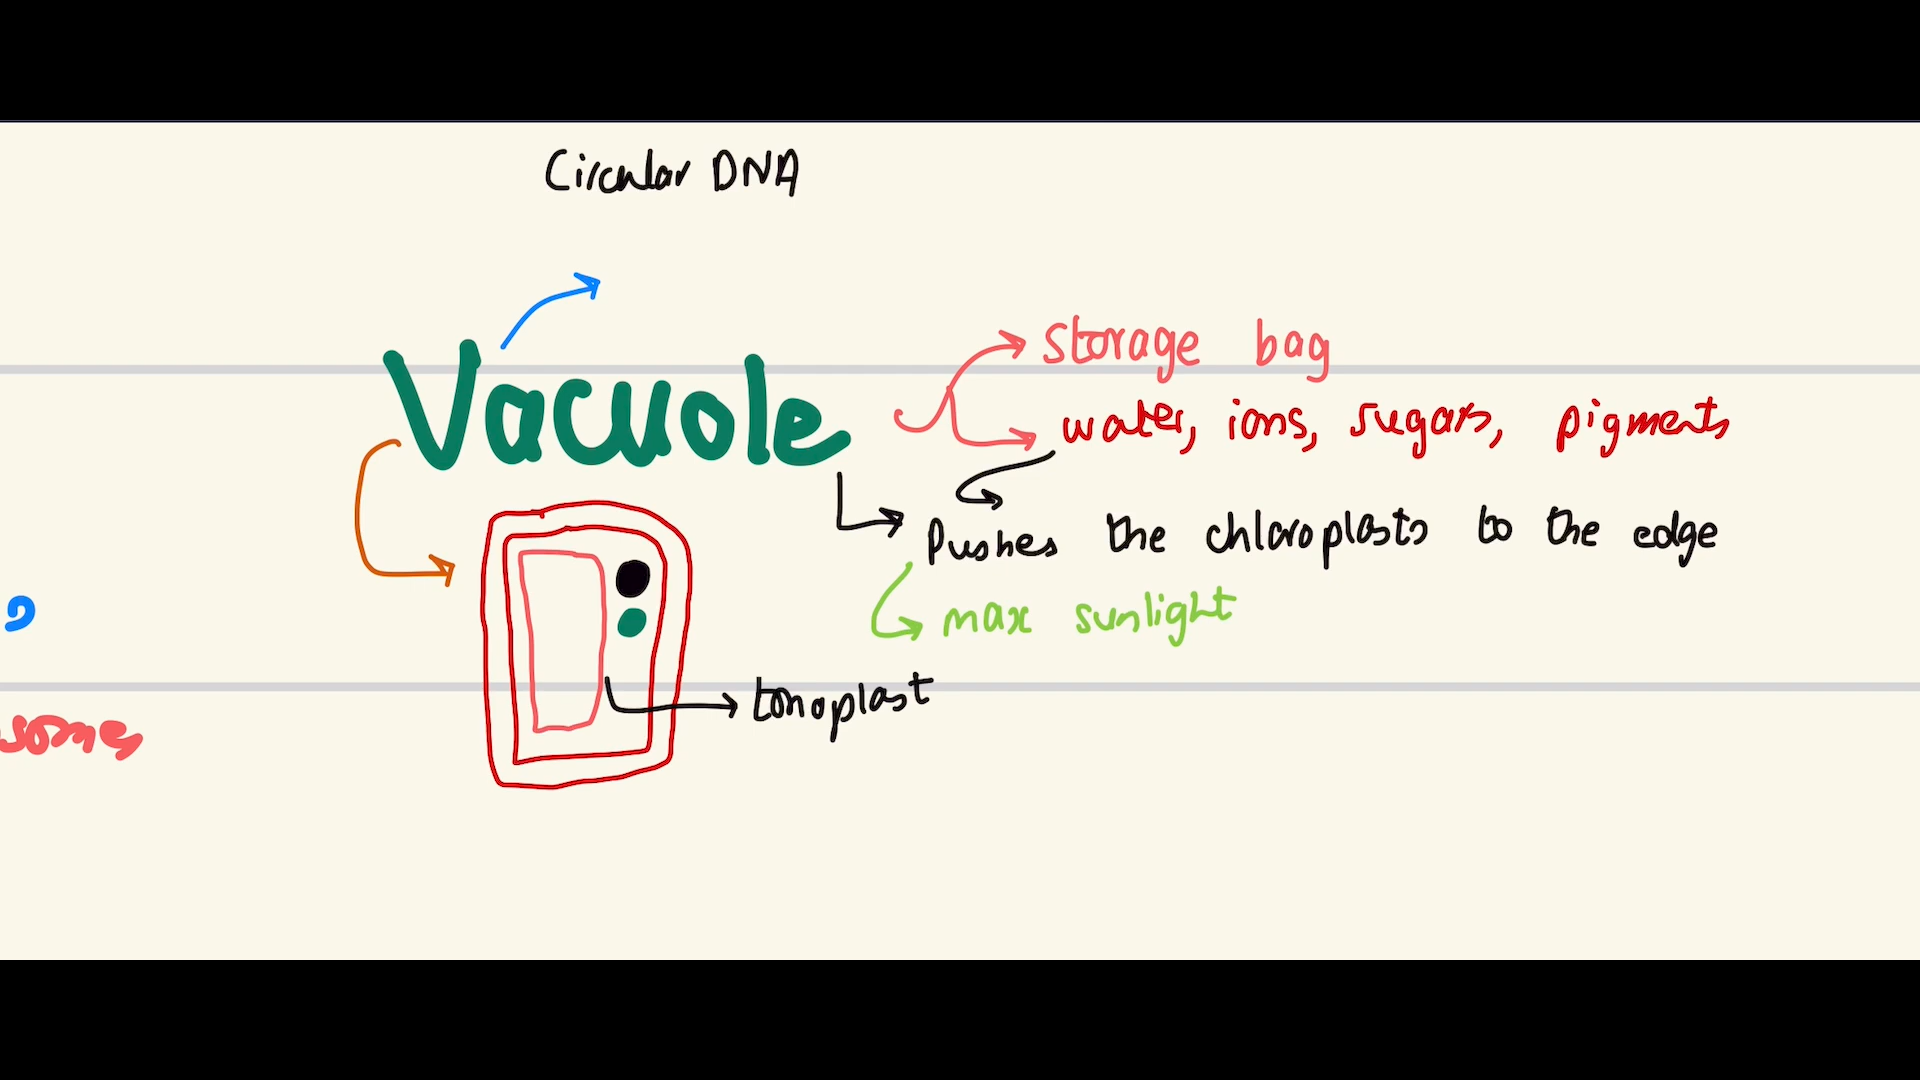 Circular DNA
Vacuole
storage bag
water, ions, sugars, pigments
Pushes the chloroplasts to the edge
max sunlight
tonoplast